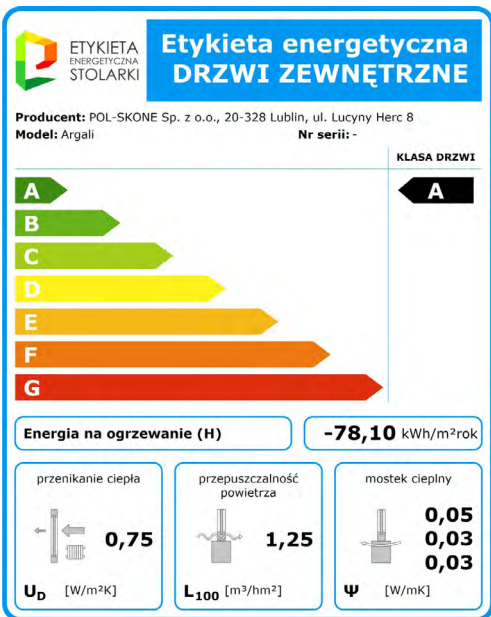 ETYKIETA
ENERGETYCZNA
STOLARKI
Etykieta energetyczna
DRZWI ZEWNĘTRZNE
Producent: POL-SKONE Sp. z o.o., 20-328 Lublin, ul. Lucyny Herc 8
Model: Argali Nr serii: -
KLASA DRZWI
A A
B
C
D
E
F
G
Energia na ogrzewanie (H) -78,10 kWh/m²rok
przenikanie ciepła
0,75
U_D [W/m²K]
przepuszczalność
powietrza
1,25
L₁₀₀ [m³/hm²]
mostek cieplny
0,05
0,03
0,03
Ψ [W/mK]